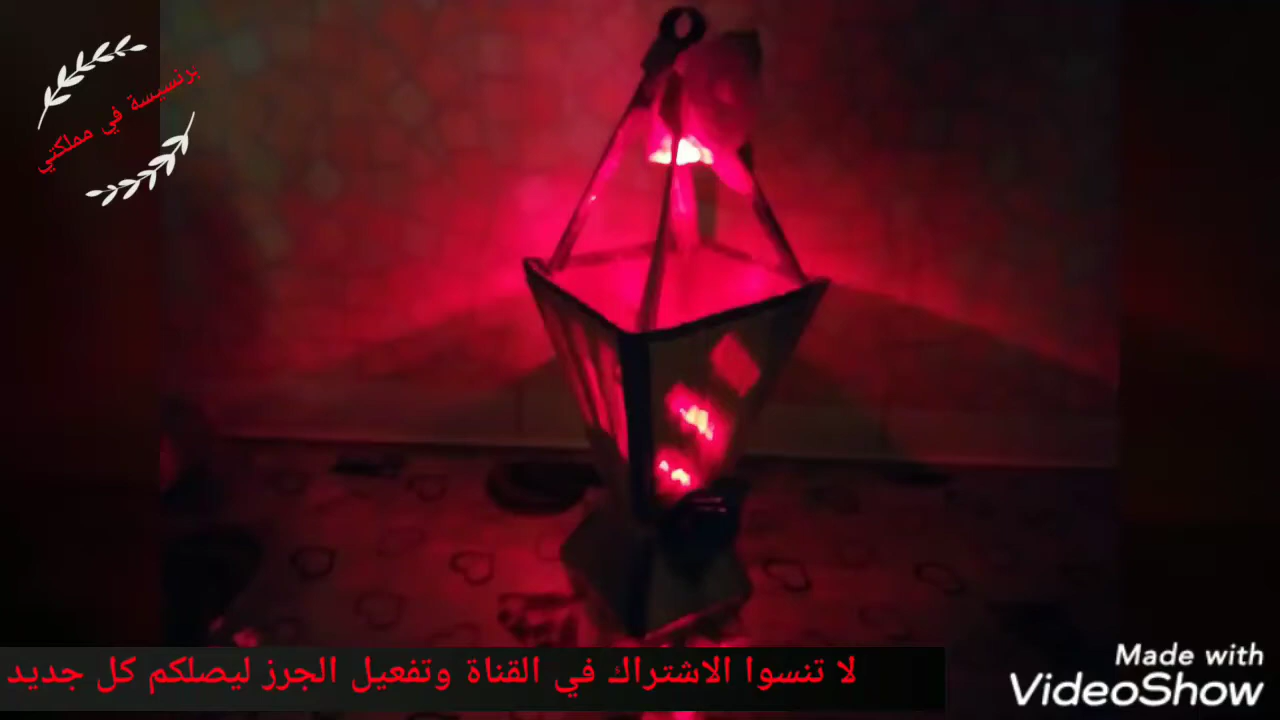 برنسيسة في مملكتي
لا تنسوا الاشتراك في القناة وتفعيل الجرز ليصلكم كل جديد
Made with
VideoShow